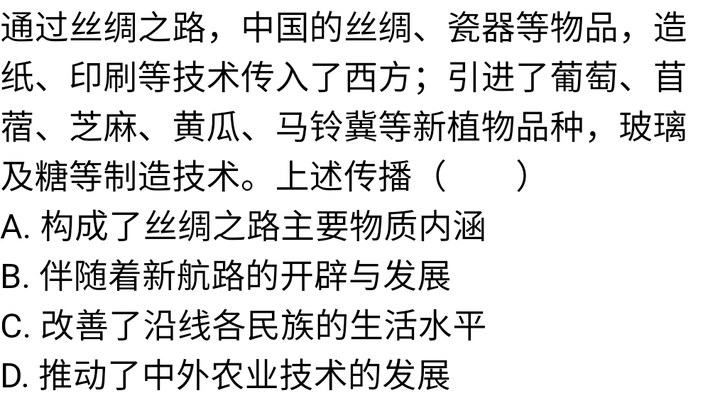 通过丝绸之路，中国的丝绸、瓷器等物品，造
纸、印刷等技术传入了西方；引进了葡萄、苜
蓿、芝麻、黄瓜、马铃冀等新植物品种，玻璃
及糖等制造技术。上述传播（　　）
A. 构成了丝绸之路主要物质内涵
B. 伴随着新航路的开辟与发展
C. 改善了沿线各民族的生活水平
D. 推动了中外农业技术的发展